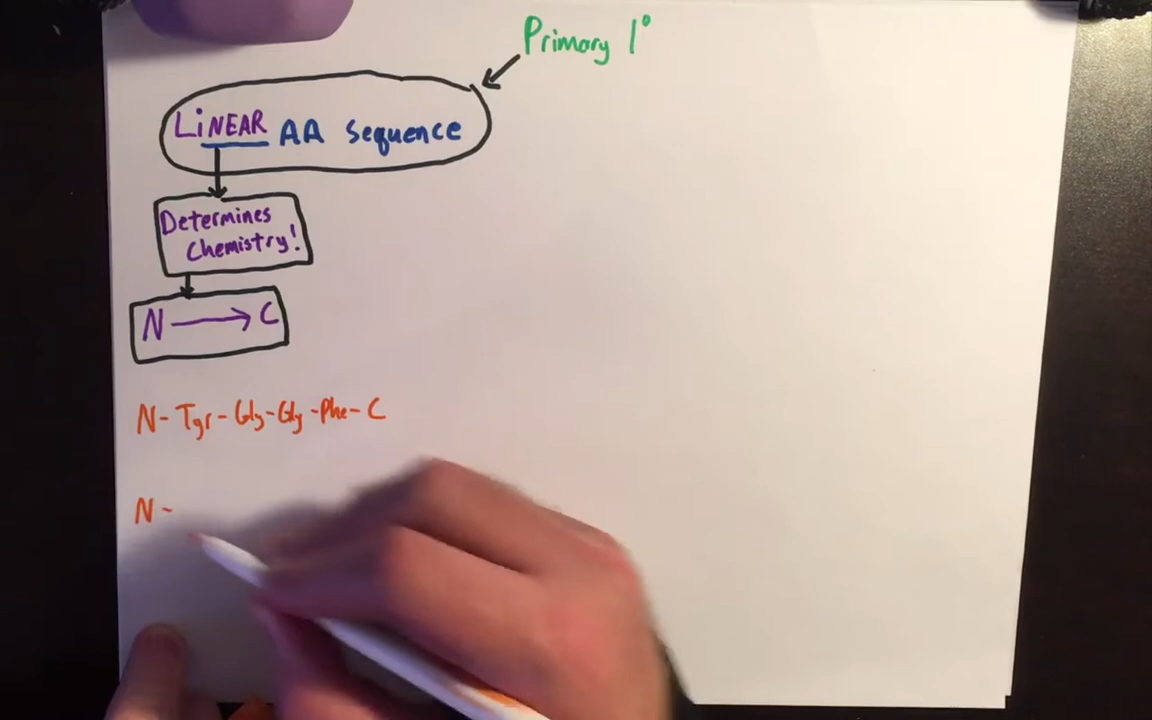 Primary 1°
LiNEAR AA sequence
Determines
Chemistry!
N → C
N- Tyr - Gly - Gly - Phe - C
N -